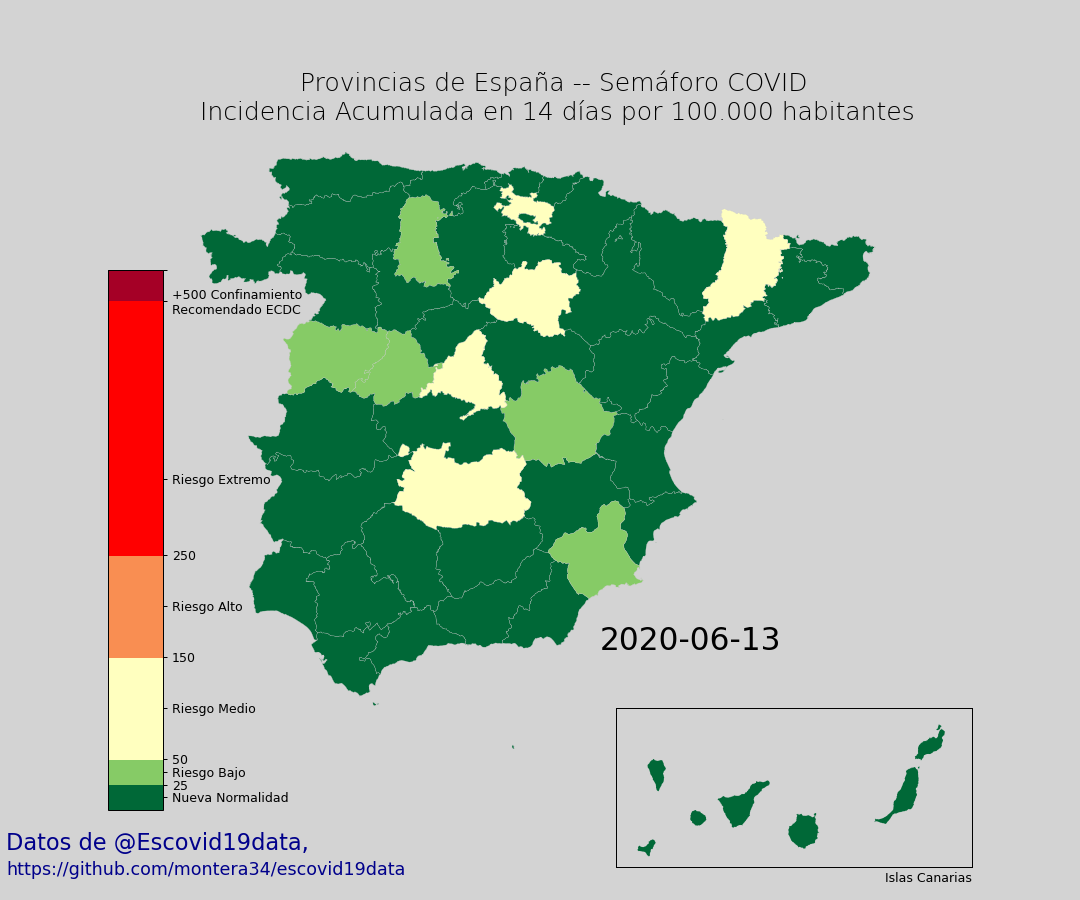 Provincias de España -- Semáforo COVID
Incidencia Acumulada en 14 días por 100.000 habitantes
+500 Confinamiento
Recomendado ECDC
Riesgo Extremo
250
Riesgo Alto
150
Riesgo Medio
50
Riesgo Bajo
25
Nueva Normalidad
2020-06-13
Islas Canarias
Datos de @Escovid19data,
https://github.com/montera34/escovid19data